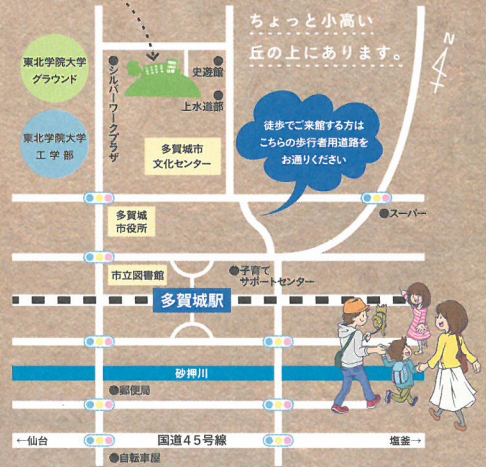 ちょっと小高い
丘の上にあります。
N
東北学院大学
グラウンド
シルバーワークプラザ
史遊館
上水道部
東北学院大学
工学部
多賀城市
文化センター
徒歩でご来館する方は
こちらの歩行者用道路を
お通りください
多賀城
市役所
スーパー
市立図書館
子育て
サポートセンター
多賀城駅
砂押川
郵便局
←仙台
国道45号線
塩釜→
自転車屋